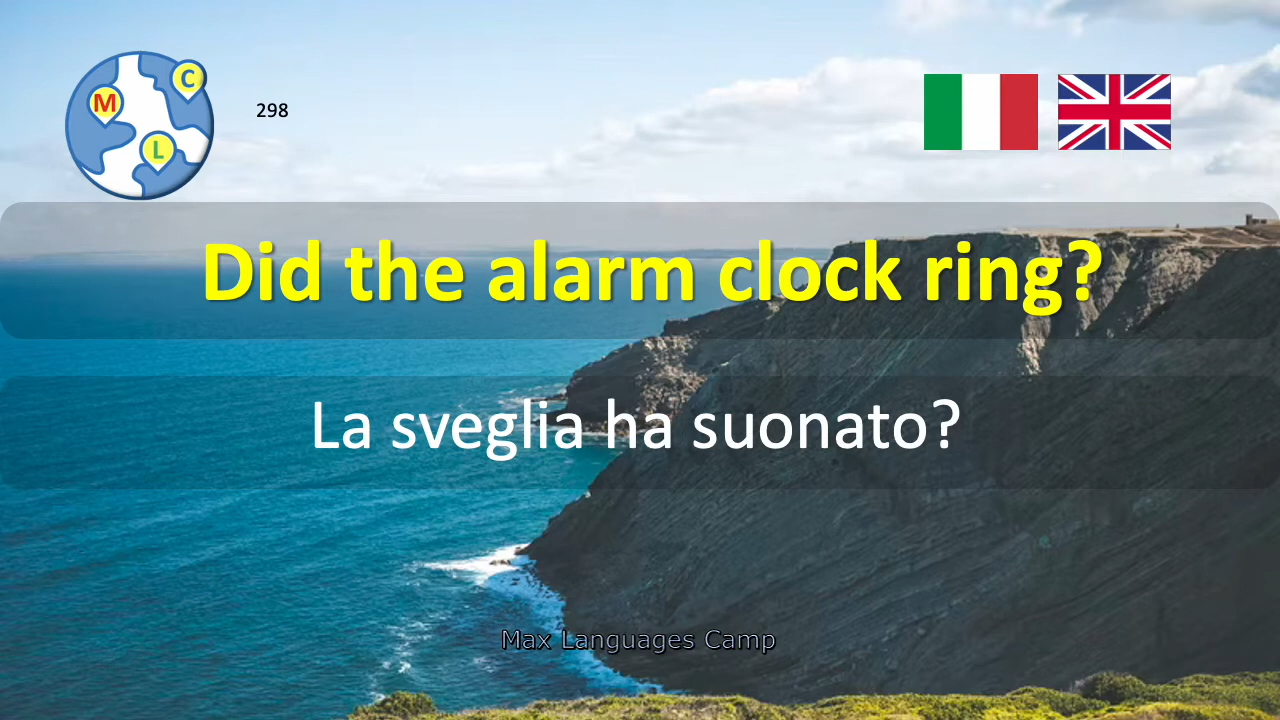 M
C
L
298
Did the alarm clock ring?
La sveglia ha suonato?
Max Languages Camp